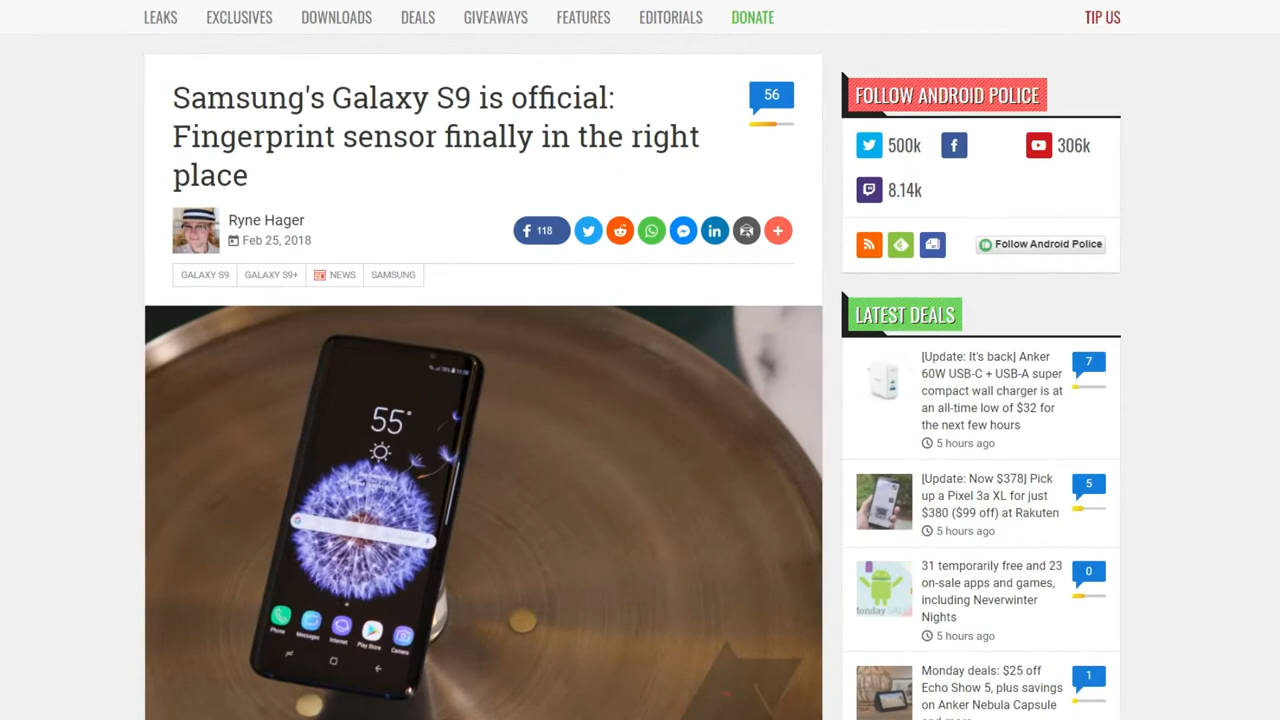 LEAKS EXCLUSIVES DOWNLOADS DEALS GIVEAWAYS FEATURES EDITORIALS DONATE TIP US
Samsung's Galaxy S9 is official:
Fingerprint sensor finally in the right
place
56
Ryne Hager
Feb 25, 2018
118
GALAXY S9 GALAXY S9+ NEWS SAMSUNG
55°
Phone Messages Internet Play Store Camera
FOLLOW ANDROID POLICE
500k 306k
8.14k
Follow Android Police
LATEST DEALS
[Update: It's back] Anker
60W USB-C + USB-A super
compact wall charger is at
an all-time low of $32 for
the next few hours
5 hours ago
7
[Update: Now $378] Pick
up a Pixel 3a XL for just
$380 ($99 off) at Rakuten
5 hours ago
5
31 temporarily free and 23
on-sale apps and games,
including Neverwinter
Nights
5 hours ago
0
Monday deals: $25 off
Echo Show 5, plus savings
on Anker Nebula Capsule
1